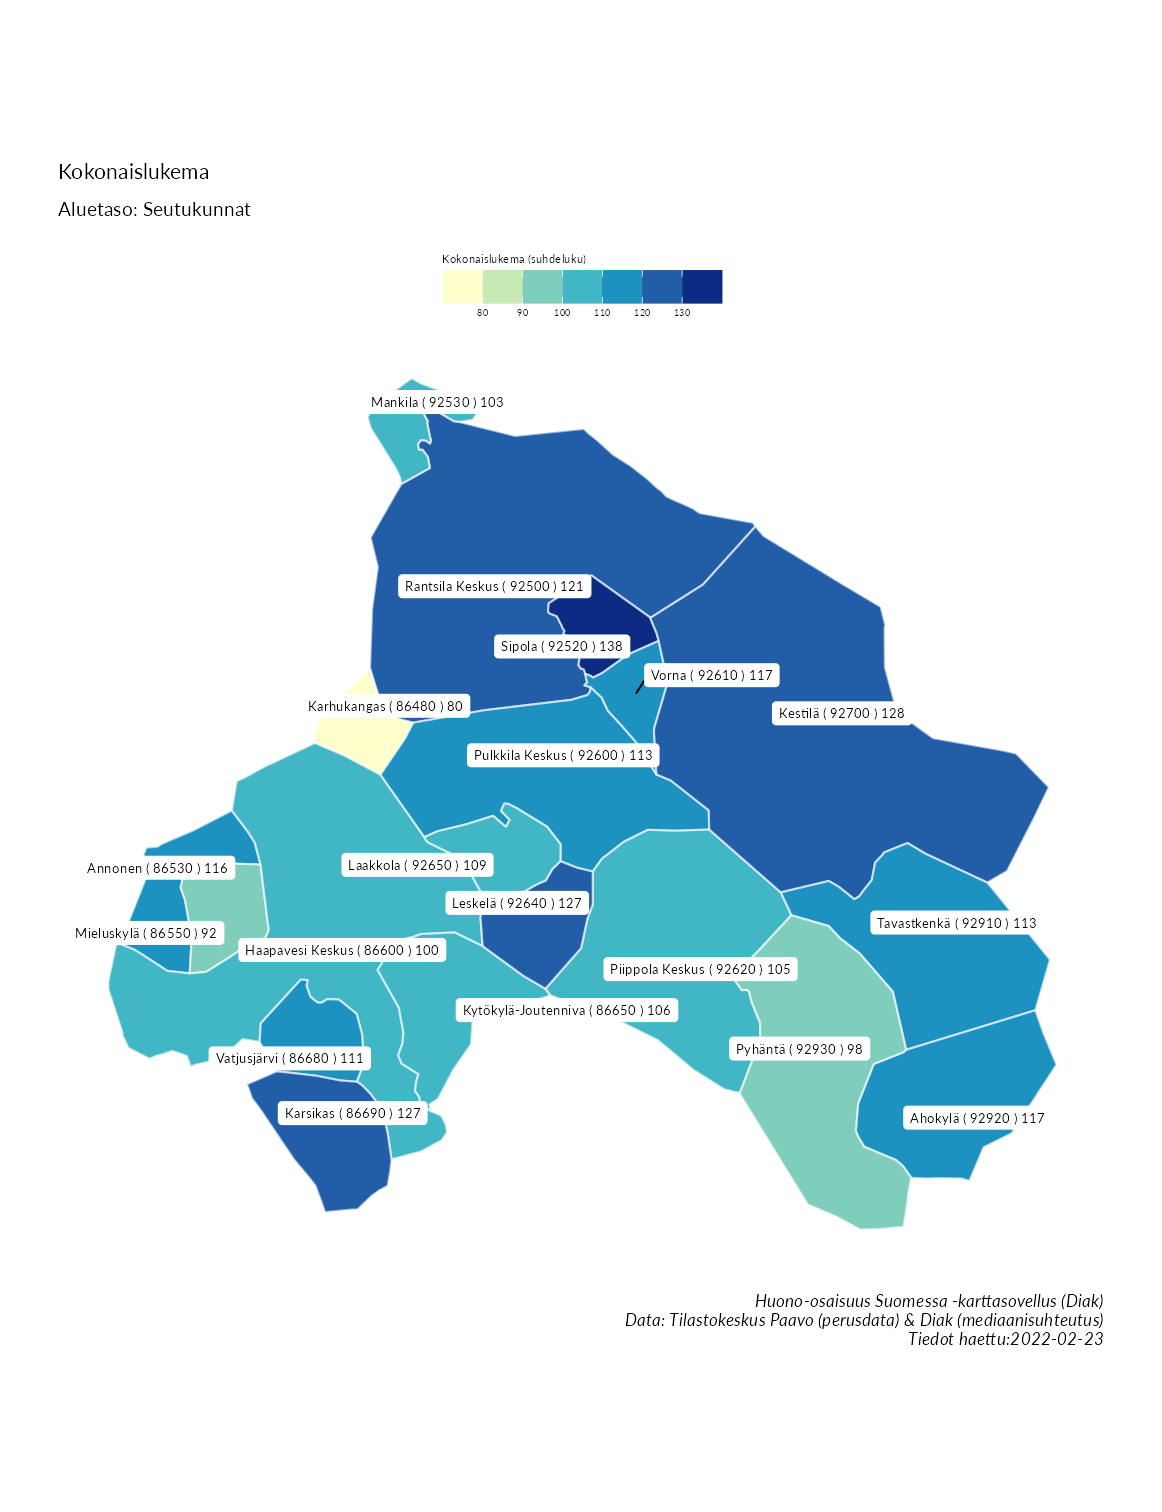 Kokonaislukema
Aluetaso: Seutukunnat
Kokonaislukema (suhdeluku)
80 90 100 110 120 130
Mankila ( 92530 ) 103
Rantsila Keskus ( 92500 ) 121
Sipola ( 92520 ) 138
Vorna ( 92610 ) 117
Karhukangas ( 86480 ) 80
Kestilä ( 92700 ) 128
Pulkkila Keskus ( 92600 ) 113
Laakkola ( 92650 ) 109
Annonen ( 86530 ) 116
Leskelä ( 92640 ) 127
Tavastkenkä ( 92910 ) 113
Mieluskylä ( 86550 ) 92
Haapavesi Keskus ( 86600 ) 100
Piippola Keskus ( 92620 ) 105
Kytökylä-Joutenniva ( 86650 ) 106
Pyhäntä ( 92930 ) 98
Vatjusjärvi ( 86680 ) 111
Karsikas ( 86690 ) 127
Ahokylä ( 92920 ) 117
Huono-osaisuus Suomessa -karttasovellus (Diak)
Data: Tilastokeskus Paavo (perusdata) & Diak (mediaanisuhteutus)
Tiedot haettu:2022-02-23